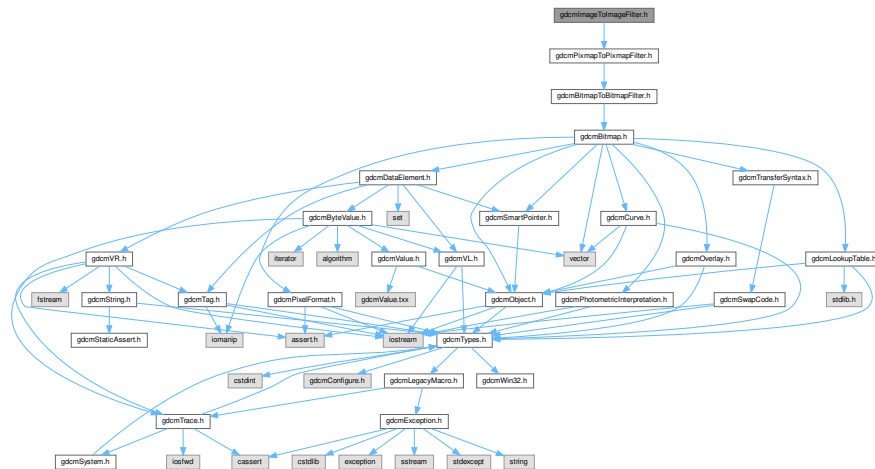 gdcmImageToImageFilter.h
gdcmPixmapToPixmapFilter.h
gdcmBitmapToBitmapFilter.h
gdcmBitmap.h
gdcmDataElement.h
gdcmTransferSyntax.h
gdcmByteValue.h
set
gdcmSmartPointer.h
gdcmCurve.h
gdcmVR.h
iterator
algorithm
gdcmValue.h
gdcmVL.h
vector
gdcmOverlay.h
gdcmLookupTable.h
fstream
gdcmString.h
gdcmTag.h
gdcmPixelFormat.h
gdcmValue.txx
gdcmObject.h
gdcmPhotometricInterpretation.h
gdcmSwapCode.h
stdlib.h
gdcmStaticAssert.h
iomanip
assert.h
iostream
gdcmTypes.h
cstdint
gdcmConfigure.h
gdcmLegacyMacro.h
gdcmWin32.h
gdcmTrace.h
gdcmException.h
gdcmSystem.h
iosfwd
cassert
cstdlib
exception
sstream
stdexcept
string